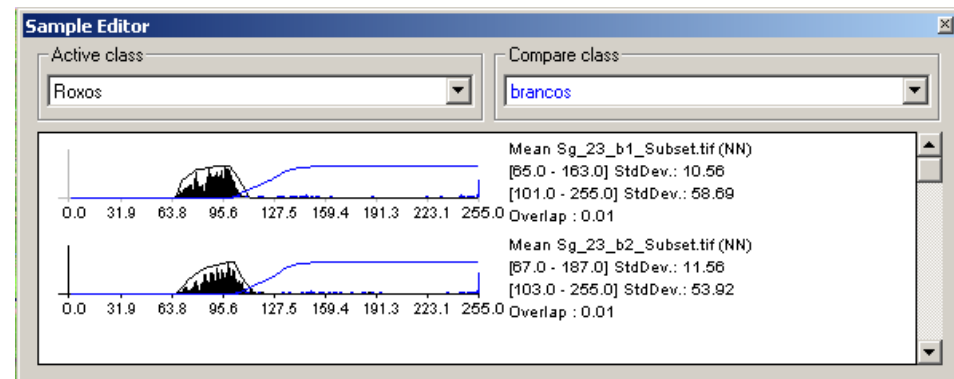 Sample Editor
Active class
Compare class
Roxos
brancos
Mean Sg_23_b1_Subset.tif (NN)
[65.0 - 163.0] StdDev.: 10.56
[101.0 - 255.0] StdDev.: 58.69
0.0 31.9 63.8 95.6 127.5 159.4 191.3 223.1 255.0 Overlap : 0.01
Mean Sg_23_b2_Subset.tif (NN)
[67.0 - 187.0] StdDev.: 11.56
[103.0 - 255.0] StdDev.: 53.92
0.0 31.9 63.8 95.6 127.5 159.4 191.3 223.1 255.0 Overlap : 0.01